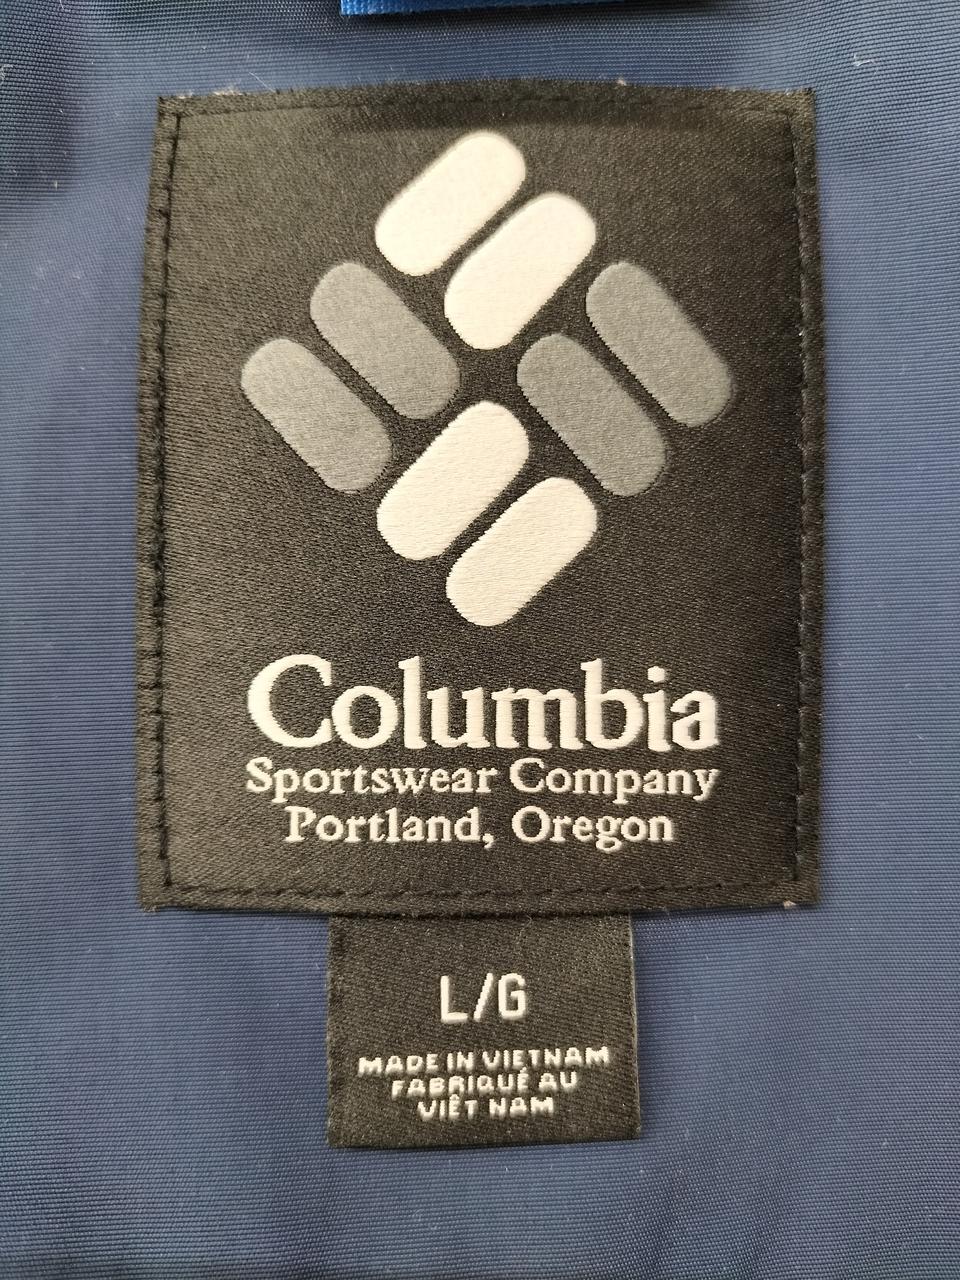 Columbia
Sportswear Company
Portland, Oregon
L/G
MADE IN VIETNAM
FABRIQUÉ AU
VIÊT NAM